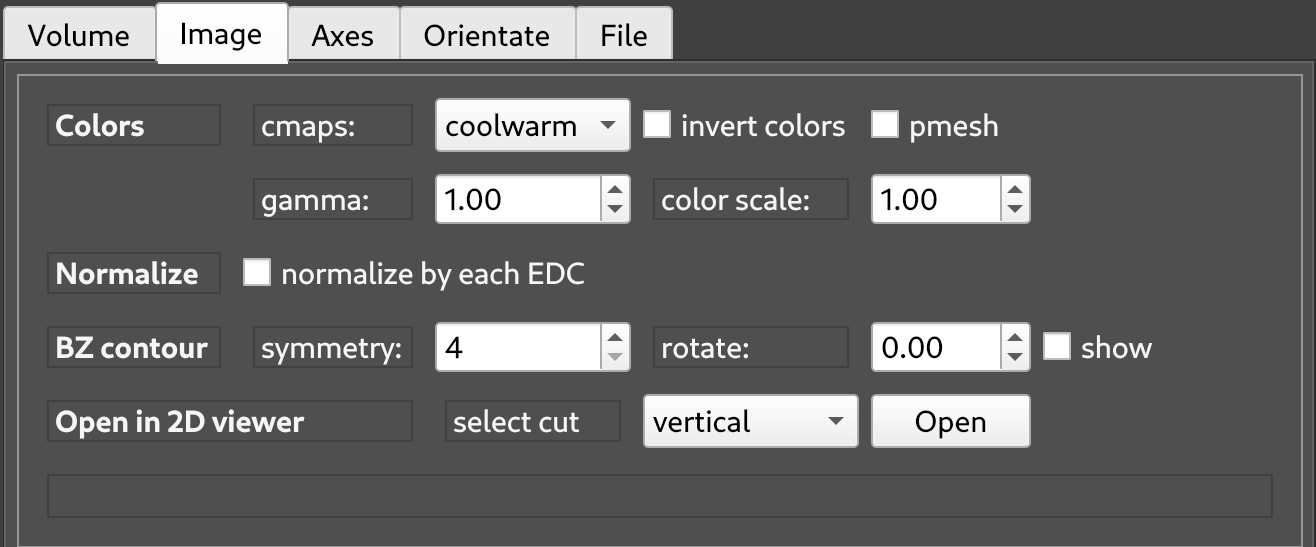 Volume Image Axes Orientate File
Colors cmaps: coolwarm invert colors pmesh
gamma: 1.00 color scale: 1.00
Normalize normalize by each EDC
BZ contour symmetry: 4 rotate: 0.00 show
Open in 2D viewer select cut vertical Open